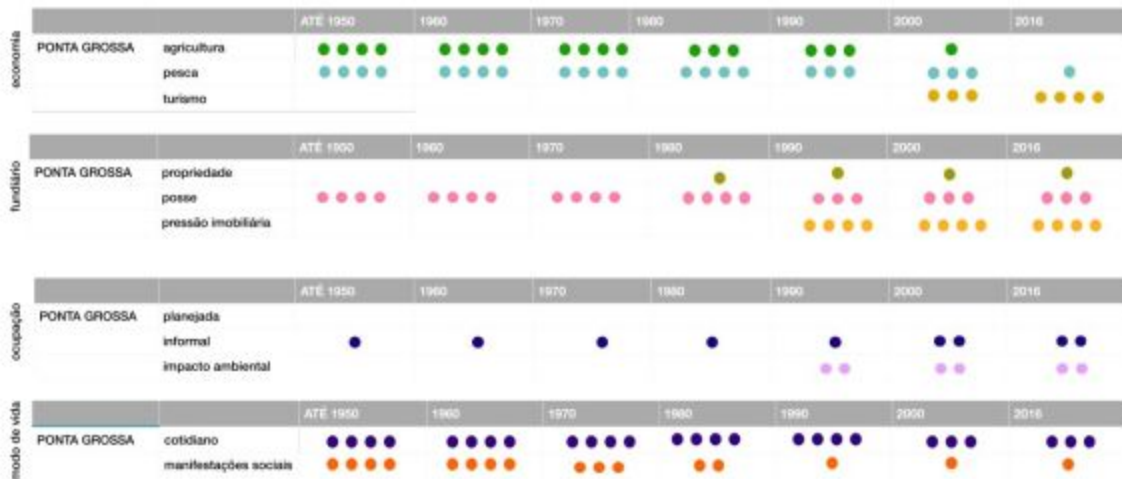 economia
ATÉ 1950 1960 1970 1980 1990 2000 2016
PONTA GROSSA agricultura
pesca
turismo
fundiário
ATÉ 1950 1960 1970 1980 1990 2000 2016
PONTA GROSSA propriedade
posse
pressão imobiliária
ocupação
ATÉ 1950 1960 1970 1980 1990 2000 2016
PONTA GROSSA planejada
informal
impacto ambiental
modo de vida
ATÉ 1950 1960 1970 1980 1990 2000 2016
PONTA GROSSA cotidiano
manifestações sociais